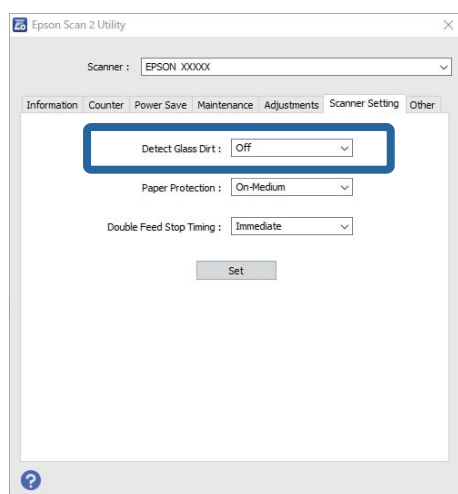 Epson Scan 2 Utility
Scanner : EPSON XXXXX
Information Counter Power Save Maintenance Adjustments Scanner Setting Other
Detect Glass Dirt : Off
Paper Protection : On-Medium
Double Feed Stop Timing : Immediate
Set
?